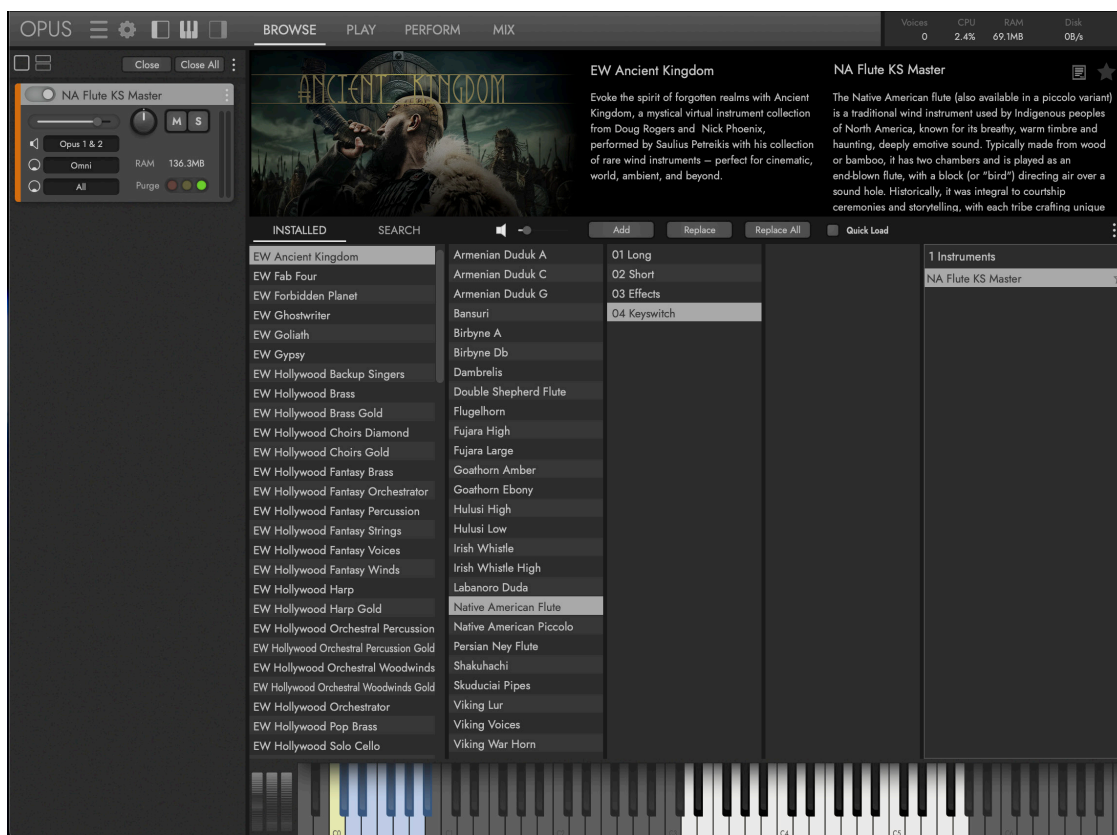 OPUS
BROWSE PLAY PERFORM MIX
Voices CPU RAM Disk
0 2.4% 69.1MB 0B/s
Close Close All
NA Flute KS Master
M S
Opus 1 & 2
Omni RAM 136.3MB
All Purge
ANCIENT KINGDOM
EW Ancient Kingdom
Evoke the spirit of forgotten realms with Ancient
Kingdom, a mystical virtual instrument collection
from Doug Rogers and Nick Phoenix,
performed by Saulius Petreikis with his collection
of rare wind instruments – perfect for cinematic,
world, ambient, and beyond.
NA Flute KS Master
The Native American flute (also available in a piccolo variant)
is a traditional wind instrument used by Indigenous peoples
of North America, known for its breathy, warm timbre and
haunting, deeply emotive sound. Typically made from wood
or bamboo, it has two chambers and is played as an
end-blown flute, with a block (or "bird") directing air over a
sound hole. Historically, it was integral to courtship
ceremonies and storytelling, with each tribe crafting unique
INSTALLED SEARCH
Add Replace Replace All Quick Load
EW Ancient Kingdom
EW Fab Four
EW Forbidden Planet
EW Ghostwriter
EW Goliath
EW Gypsy
EW Hollywood Backup Singers
EW Hollywood Brass
EW Hollywood Brass Gold
EW Hollywood Choirs Diamond
EW Hollywood Choirs Gold
EW Hollywood Fantasy Brass
EW Hollywood Fantasy Orchestrator
EW Hollywood Fantasy Percussion
EW Hollywood Fantasy Strings
EW Hollywood Fantasy Voices
EW Hollywood Fantasy Winds
EW Hollywood Harp
EW Hollywood Harp Gold
EW Hollywood Orchestral Percussion
EW Hollywood Orchestral Percussion Gold
EW Hollywood Orchestral Woodwinds
EW Hollywood Orchestral Woodwinds Gold
EW Hollywood Orchestrator
EW Hollywood Pop Brass
EW Hollywood Solo Cello
Armenian Duduk A
Armenian Duduk C
Armenian Duduk G
Bansuri
Birbyne A
Birbyne Db
Dambrelis
Double Shepherd Flute
Flugelhorn
Fujara High
Fujara Large
Goathorn Amber
Goathorn Ebony
Hulusi High
Hulusi Low
Irish Whistle
Irish Whistle High
Labanoro Duda
Native American Flute
Native American Piccolo
Persian Ney Flute
Shakuhachi
Skuduciai Pipes
Viking Lur
Viking Voices
Viking War Horn
01 Long
02 Short
03 Effects
04 Keyswitch
1 Instruments
NA Flute KS Master
C0 C1 C2 C3 C4 C5